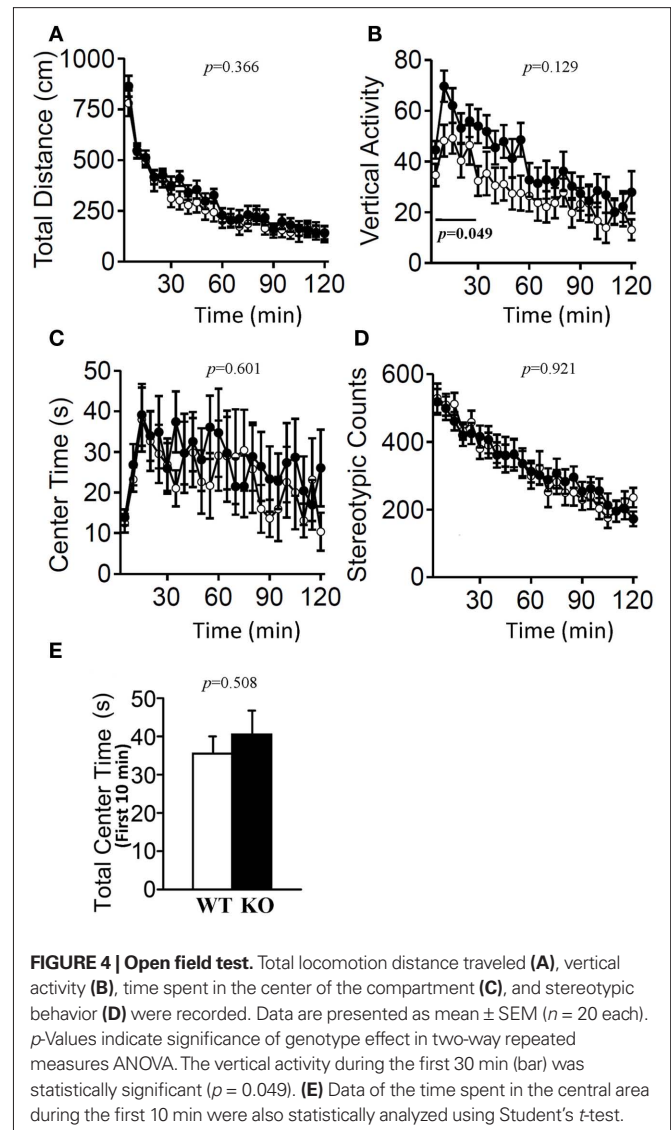 A
B
1000
750
500
250
0
Total Distance (cm)
p=0.366
30 60 90 120
Time (min)
80
60
40
20
0
Vertical Activity
p=0.129
p=0.049
30 60 90 120
Time (min)
C
D
50
40
30
20
10
0
Center Time (s)
p=0.601
30 60 90 120
Time (min)
600
400
200
0
Stereotypic Counts
p=0.921
30 60 90 120
Time (min)
E
p=0.508
50
40
30
20
10
0
Total Center Time (s)
(First 10 min)
WT KO
FIGURE 4 | Open field test. Total locomotion distance traveled (A), vertical
activity (B), time spent in the center of the compartment (C), and stereotypic
behavior (D) were recorded. Data are presented as mean ± SEM (n = 20 each).
p-Values indicate significance of genotype effect in two-way repeated
measures ANOVA. The vertical activity during the first 30 min (bar) was
statistically significant (p = 0.049). (E) Data of the time spent in the central area
during the first 10 min were also statistically analyzed using Student's t-test.